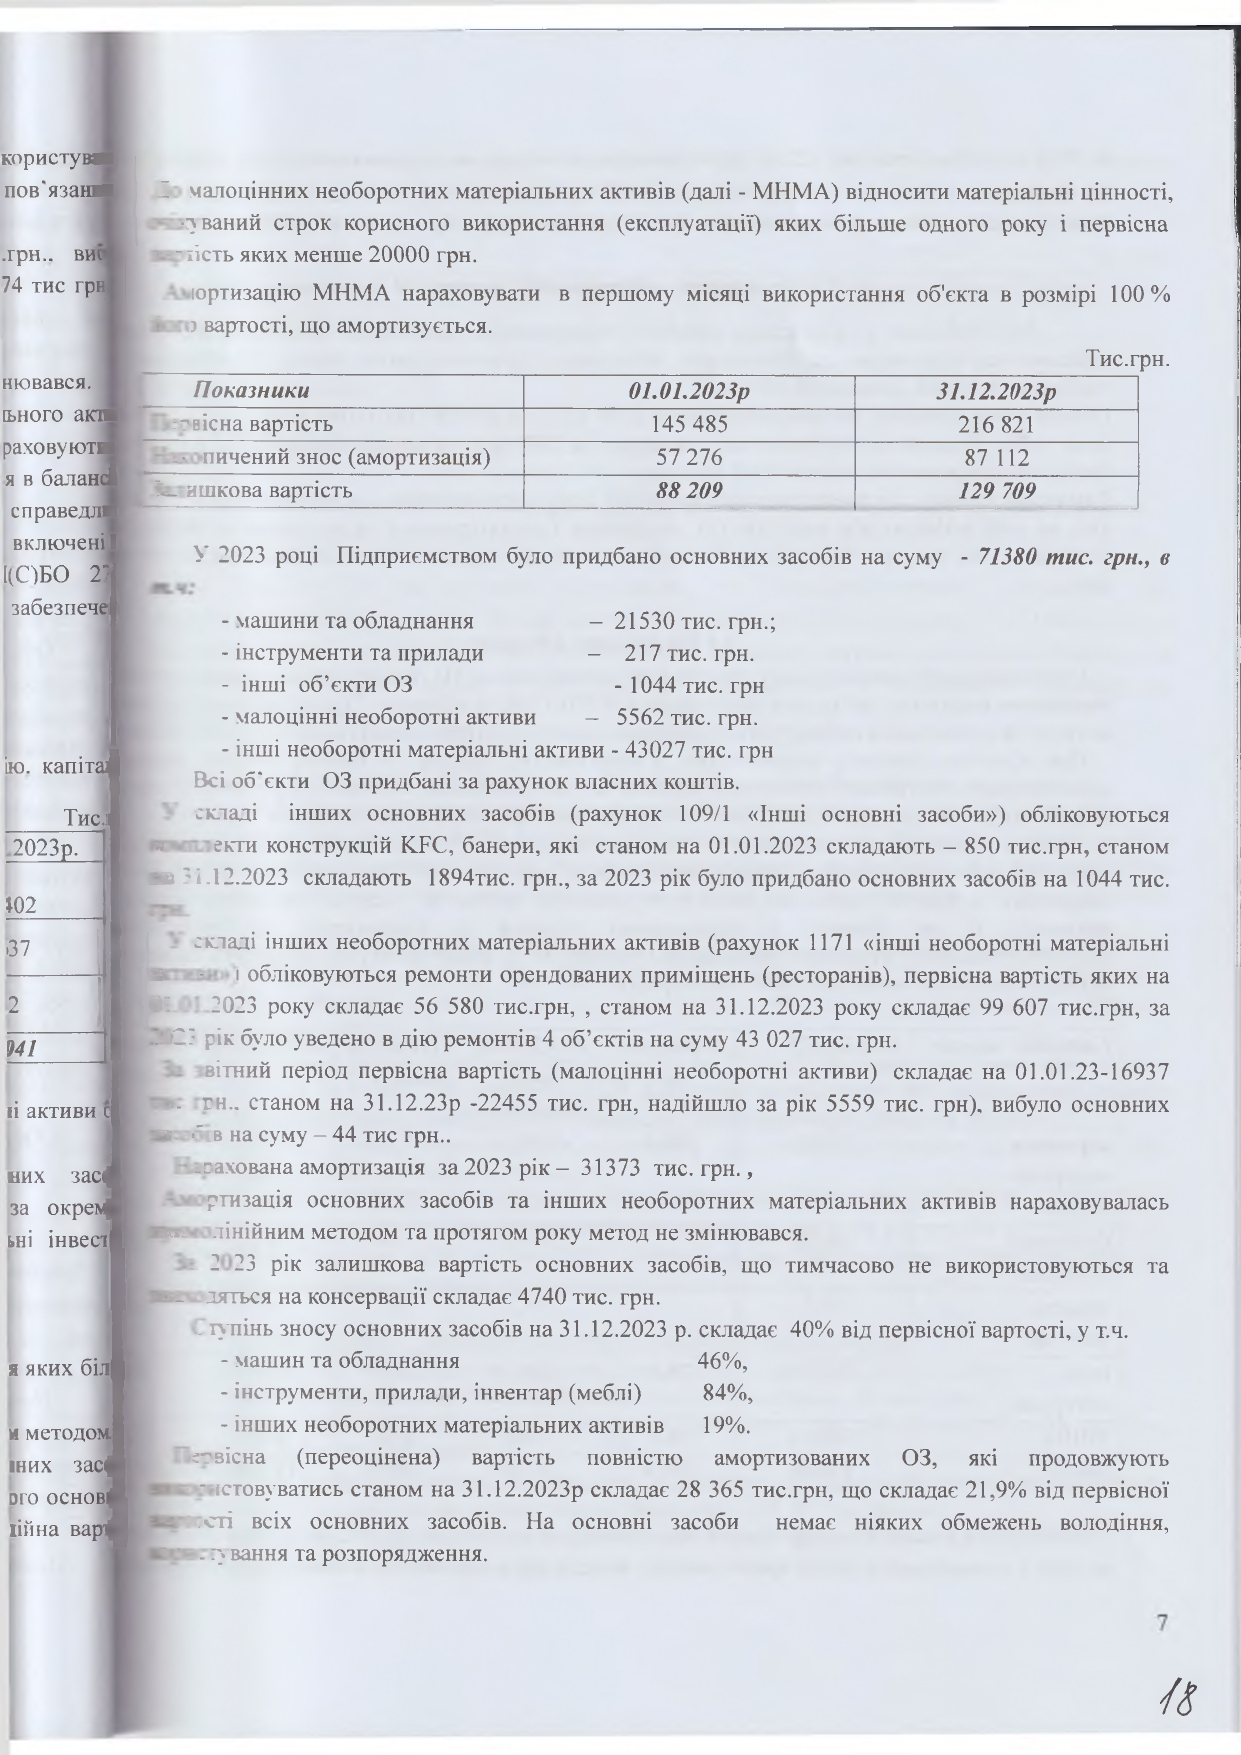 користув
пов'язан
.грн., ви
74 тис грн
нювався.
ьного акт
раховують
я в баланс
справедл
включені
І(С)БО 27
забезпече
ію. капіта
Тис.
.2023р.
402
37
2
941
і активи
них зас
за окрем
ьні інвест
я яких біл
м методом
них зас
ого основ
ційна варт
До малоцінних необоротних матеріальних активів (далі - МНМА) відносити матеріальні цінності,
очікуваний строк корисного використання (експлуатації) яких більше одного року і первісна
вартість яких менше 20000 грн.
Амортизацію МНМА нараховувати в першому місяці використання об'єкта в розмірі 100 %
його вартості, що амортизується.
Тис.грн.
Показники 01.01.2023р 31.12.2023р
Первісна вартість 145 485 216 821
Накопичений знос (амортизація) 57 276 87 112
Залишкова вартість 88 209 129 709
У 2023 році Підприємством було придбано основних засобів на суму - 71380 тис. грн., в
т.ч:
- машини та обладнання – 21530 тис. грн.;
- інструменти та прилади – 217 тис. грн.
- інші об’єкти ОЗ - 1044 тис. грн
- малоцінні необоротні активи – 5562 тис. грн.
- інші необоротні матеріальні активи - 43027 тис. грн
Всі об'єкти ОЗ придбані за рахунок власних коштів.
У складі інших основних засобів (рахунок 109/1 «Інші основні засоби») обліковуються
комплекти конструкцій KFC, банери, які станом на 01.01.2023 складають – 850 тис.грн, станом
на 31.12.2023 складають 1894тис. грн., за 2023 рік було придбано основних засобів на 1044 тис.
грн.
У складі інших необоротних матеріальних активів (рахунок 1171 «інші необоротні матеріальні
активи») обліковуються ремонти орендованих приміщень (ресторанів), первісна вартість яких на
01.01.2023 року складає 56 580 тис.грн, , станом на 31.12.2023 року складає 99 607 тис.грн, за
2023 рік було уведено в дію ремонтів 4 об’єктів на суму 43 027 тис. грн.
За звітний період первісна вартість (малоцінні необоротні активи) складає на 01.01.23-16937
тис грн., станом на 31.12.23р -22455 тис. грн, надійшло за рік 5559 тис. грн), вибуло основних
засобів на суму – 44 тис грн..
Нарахована амортизація за 2023 рік – 31373 тис. грн. ,
Амортизація основних засобів та інших необоротних матеріальних активів нараховувалась
прямолінійним методом та протягом року метод не змінювався.
За 2023 рік залишкова вартість основних засобів, що тимчасово не використовуються та
знаходяться на консервації складає 4740 тис. грн.
Ступінь зносу основних засобів на 31.12.2023 р. складає 40% від первісної вартості, у т.ч.
- машин та обладнання 46%,
- інструменти, прилади, інвентар (меблі) 84%,
- інших необоротних матеріальних активів 19%.
Первісна (переоцінена) вартість повністю амортизованих ОЗ, які продовжують
використовуватись станом на 31.12.2023р складає 28 365 тис.грн, що складає 21,9% від первісної
вартості всіх основних засобів. На основні засоби немає ніяких обмежень володіння,
користування та розпорядження.
7
18